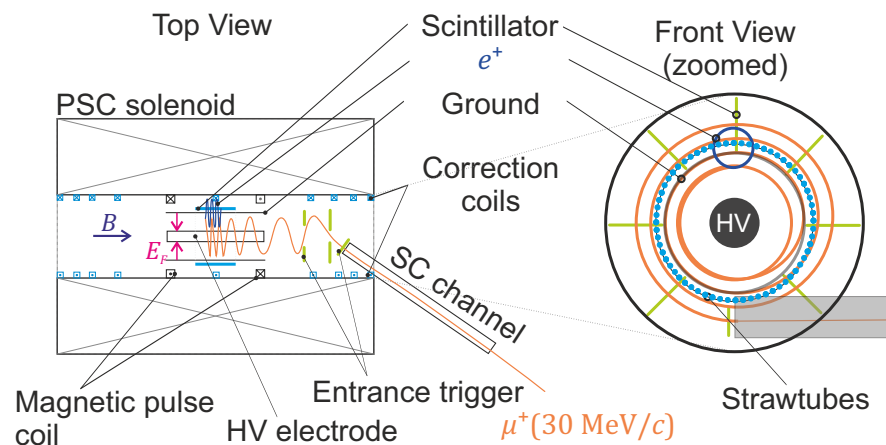 Top View
Scintillator
e⁺
Ground
Front View
(zoomed)
PSC solenoid
Correction
coils
B
E_F
HV
SC channel
Magnetic pulse
coil
HV electrode
Entrance trigger
μ⁺(30 MeV/c)
Strawtubes